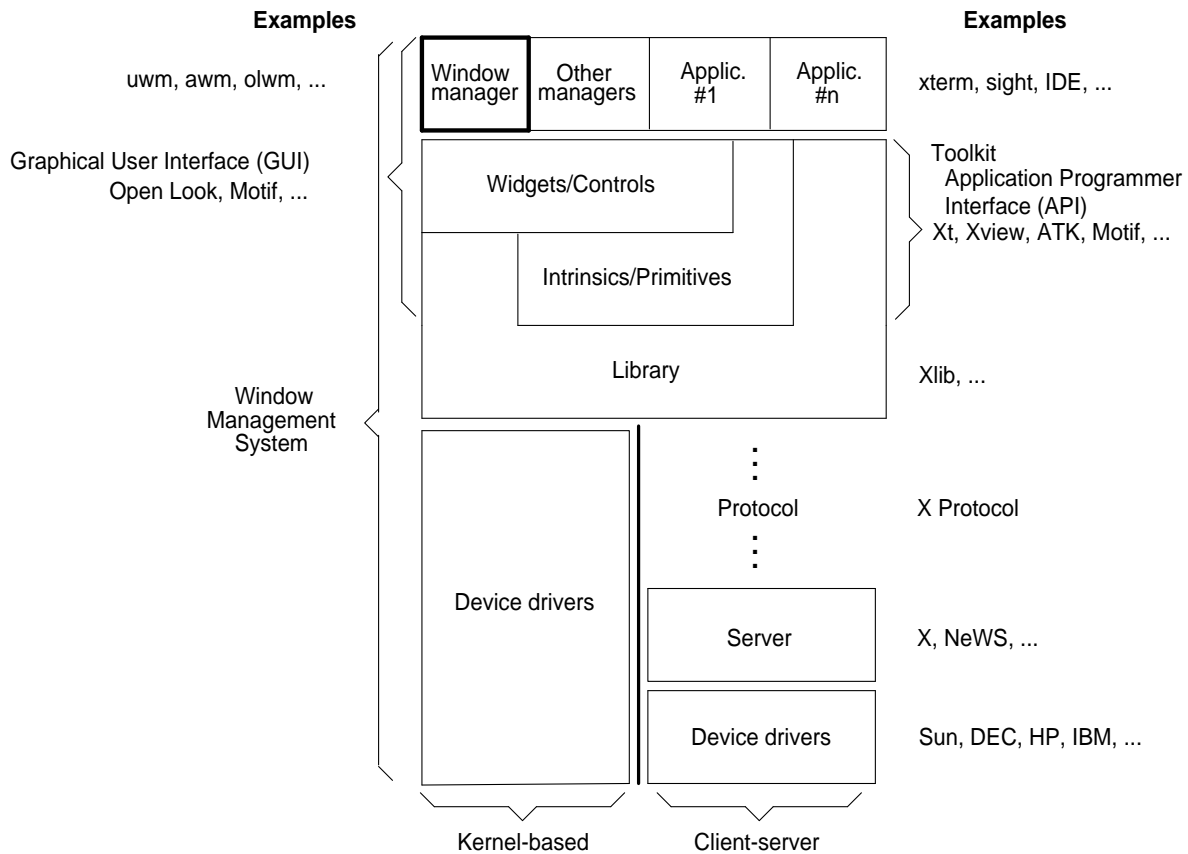 Examples
Examples
uwm, awm, olwm, ...
Window
manager
Other
managers
Applic.
#1
Applic.
#n
xterm, sight, IDE, ...
Graphical User Interface (GUI)
Open Look, Motif, ...
Widgets/Controls
Toolkit
Application Programmer
Interface (API)
Xt, Xview, ATK, Motif, ...
Intrinsics/Primitives
Library
Xlib, ...
Window
Management
System
Protocol
X Protocol
Device drivers
Server
X, NeWS, ...
Device drivers
Sun, DEC, HP, IBM, ...
Kernel-based
Client-server